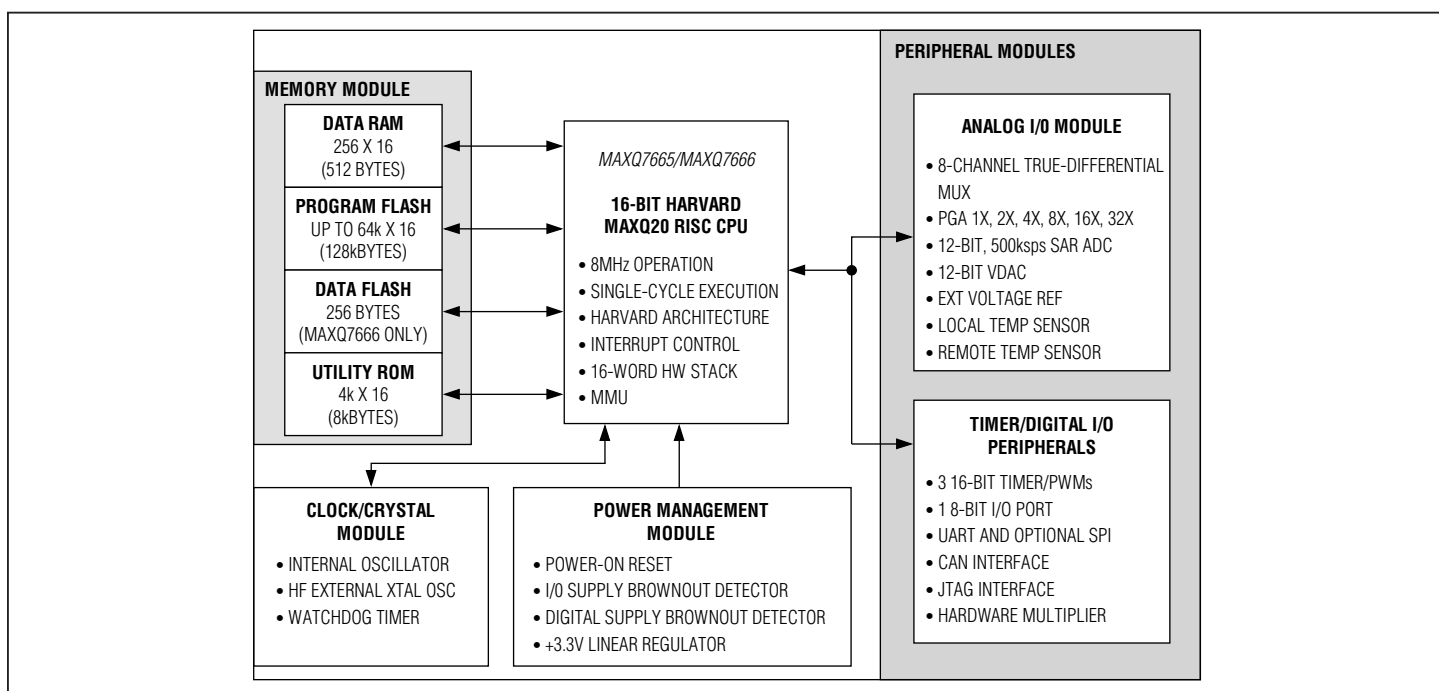 MEMORY MODULE
DATA RAM
256 X 16
(512 BYTES)
PROGRAM FLASH
UP TO 64k X 16
(128kBYTES)
DATA FLASH
256 BYTES
(MAXQ7666 ONLY)
UTILITY ROM
4k X 16
(8kBYTES)
MAXQ7665/MAXQ7666
16-BIT HARVARD
MAXQ20 RISC CPU
• 8MHz OPERATION
• SINGLE-CYCLE EXECUTION
• HARVARD ARCHITECTURE
• INTERRUPT CONTROL
• 16-WORD HW STACK
• MMU
PERIPHERAL MODULES
ANALOG I/O MODULE
• 8-CHANNEL TRUE-DIFFERENTIAL
MUX
• PGA 1X, 2X, 4X, 8X, 16X, 32X
• 12-BIT, 500ksps SAR ADC
• 12-BIT VDAC
• EXT VOLTAGE REF
• LOCAL TEMP SENSOR
• REMOTE TEMP SENSOR
TIMER/DIGITAL I/O
PERIPHERALS
• 3 16-BIT TIMER/PWMs
• 1 8-BIT I/O PORT
• UART AND OPTIONAL SPI
• CAN INTERFACE
• JTAG INTERFACE
• HARDWARE MULTIPLIER
CLOCK/CRYSTAL
MODULE
• INTERNAL OSCILLATOR
• HF EXTERNAL XTAL OSC
• WATCHDOG TIMER
POWER MANAGEMENT
MODULE
• POWER-ON RESET
• I/O SUPPLY BROWNOUT DETECTOR
• DIGITAL SUPPLY BROWNOUT DETECTOR
• +3.3V LINEAR REGULATOR